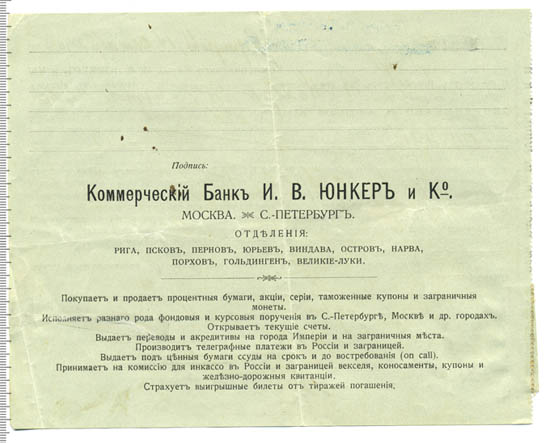 Подпись:
Коммерческій Банкъ И. В. ЮНКЕРЪ и Кº.
МОСКВА. С.-ПЕТЕРБУРГЪ.
ОТДѢЛЕНІЯ:
РИГА, ПСКОВЪ, ПЕРНОВЪ, ЮРЬЕВЪ, ВИНДАВА, ОСТРОВЪ, НАРВА,
ПОРХОВЪ, ГОЛЬДИНГЕНЪ, ВЕЛИКІЕ-ЛУКИ.
Покупаетъ и продаетъ процентныя бумаги, акціи, серіи, таможенные купоны и заграничныя
монеты.
Исполняетъ разнаго рода фондовыя и курсовыя порученія въ С.-Петербургѣ, Москвѣ и др. городахъ.
Открываетъ текущіе счеты.
Выдаетъ переводы и акредитивы на города Имперіи и на заграничныя мѣста.
Производитъ телеграфные платежи въ Россіи и заграницей.
Выдаетъ подъ цѣнныя бумаги ссуды на срокъ и до востребованія (on call).
Принимаетъ на комиссію для инкассо въ Россіи и заграницей векселя, коносаменты, купоны и
желѣзно-дорожныя квитанціи.
Страхуетъ выигрышные билеты отъ тиражей погашенія.